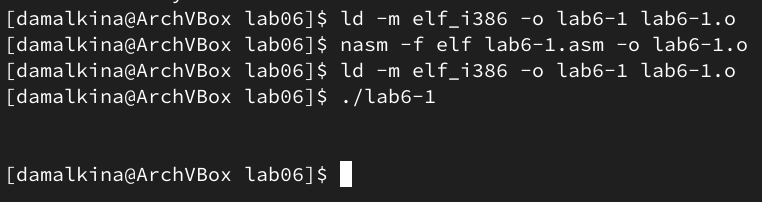 [damalkina@ArchVBox lab06]$ ld -m elf_i386 -o lab6-1 lab6-1.o
[damalkina@ArchVBox lab06]$ nasm -f elf lab6-1.asm -o lab6-1.o
[damalkina@ArchVBox lab06]$ ld -m elf_i386 -o lab6-1 lab6-1.o
[damalkina@ArchVBox lab06]$ ./lab6-1
[damalkina@ArchVBox lab06]$